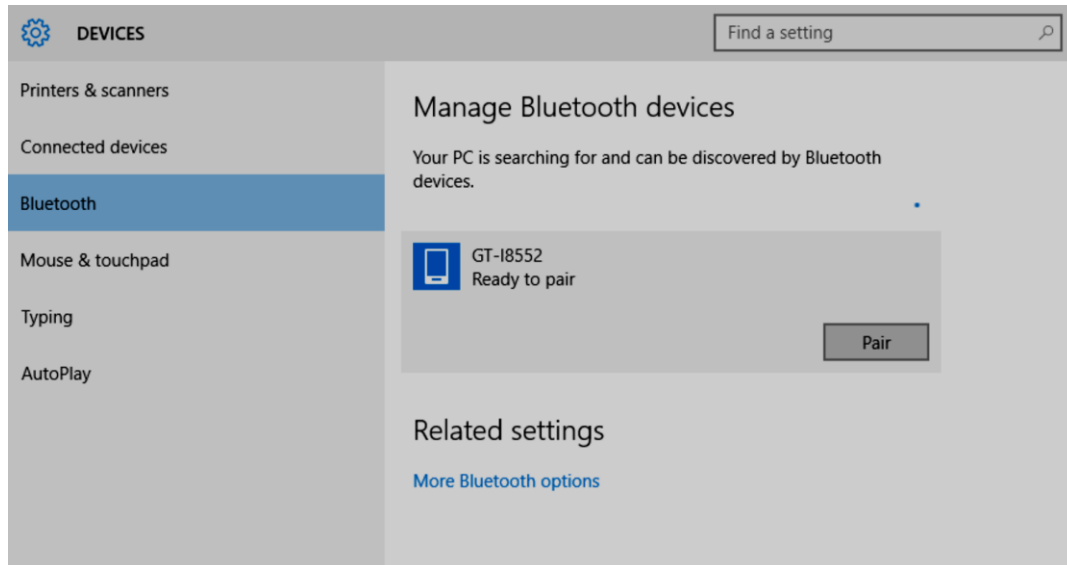 DEVICES
Find a setting
Printers & scanners
Connected devices
Bluetooth
Mouse & touchpad
Typing
AutoPlay
Manage Bluetooth devices
Your PC is searching for and can be discovered by Bluetooth
devices.
GT-I8552
Ready to pair
Pair
Related settings
More Bluetooth options